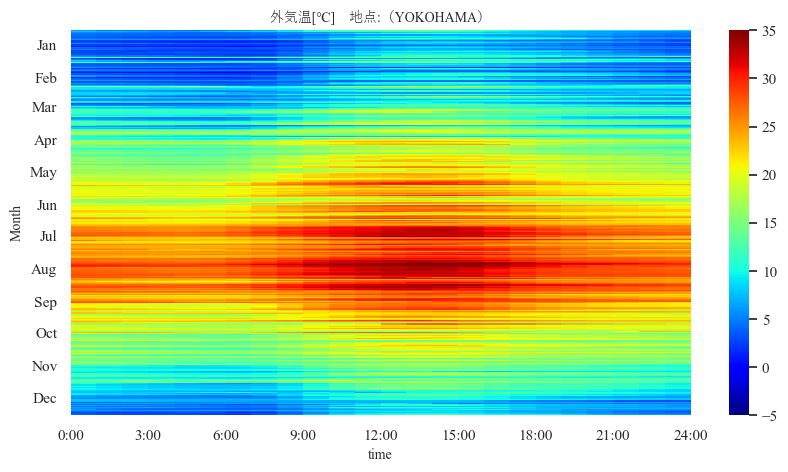 外気温[℃]　地点:（YOKOHAMA）
Month
Jan
Feb
Mar
Apr
May
Jun
Jul
Aug
Sep
Oct
Nov
Dec
0:00 3:00 6:00 9:00 12:00 15:00 18:00 21:00 24:00
time
35
30
25
20
15
10
5
0
−5